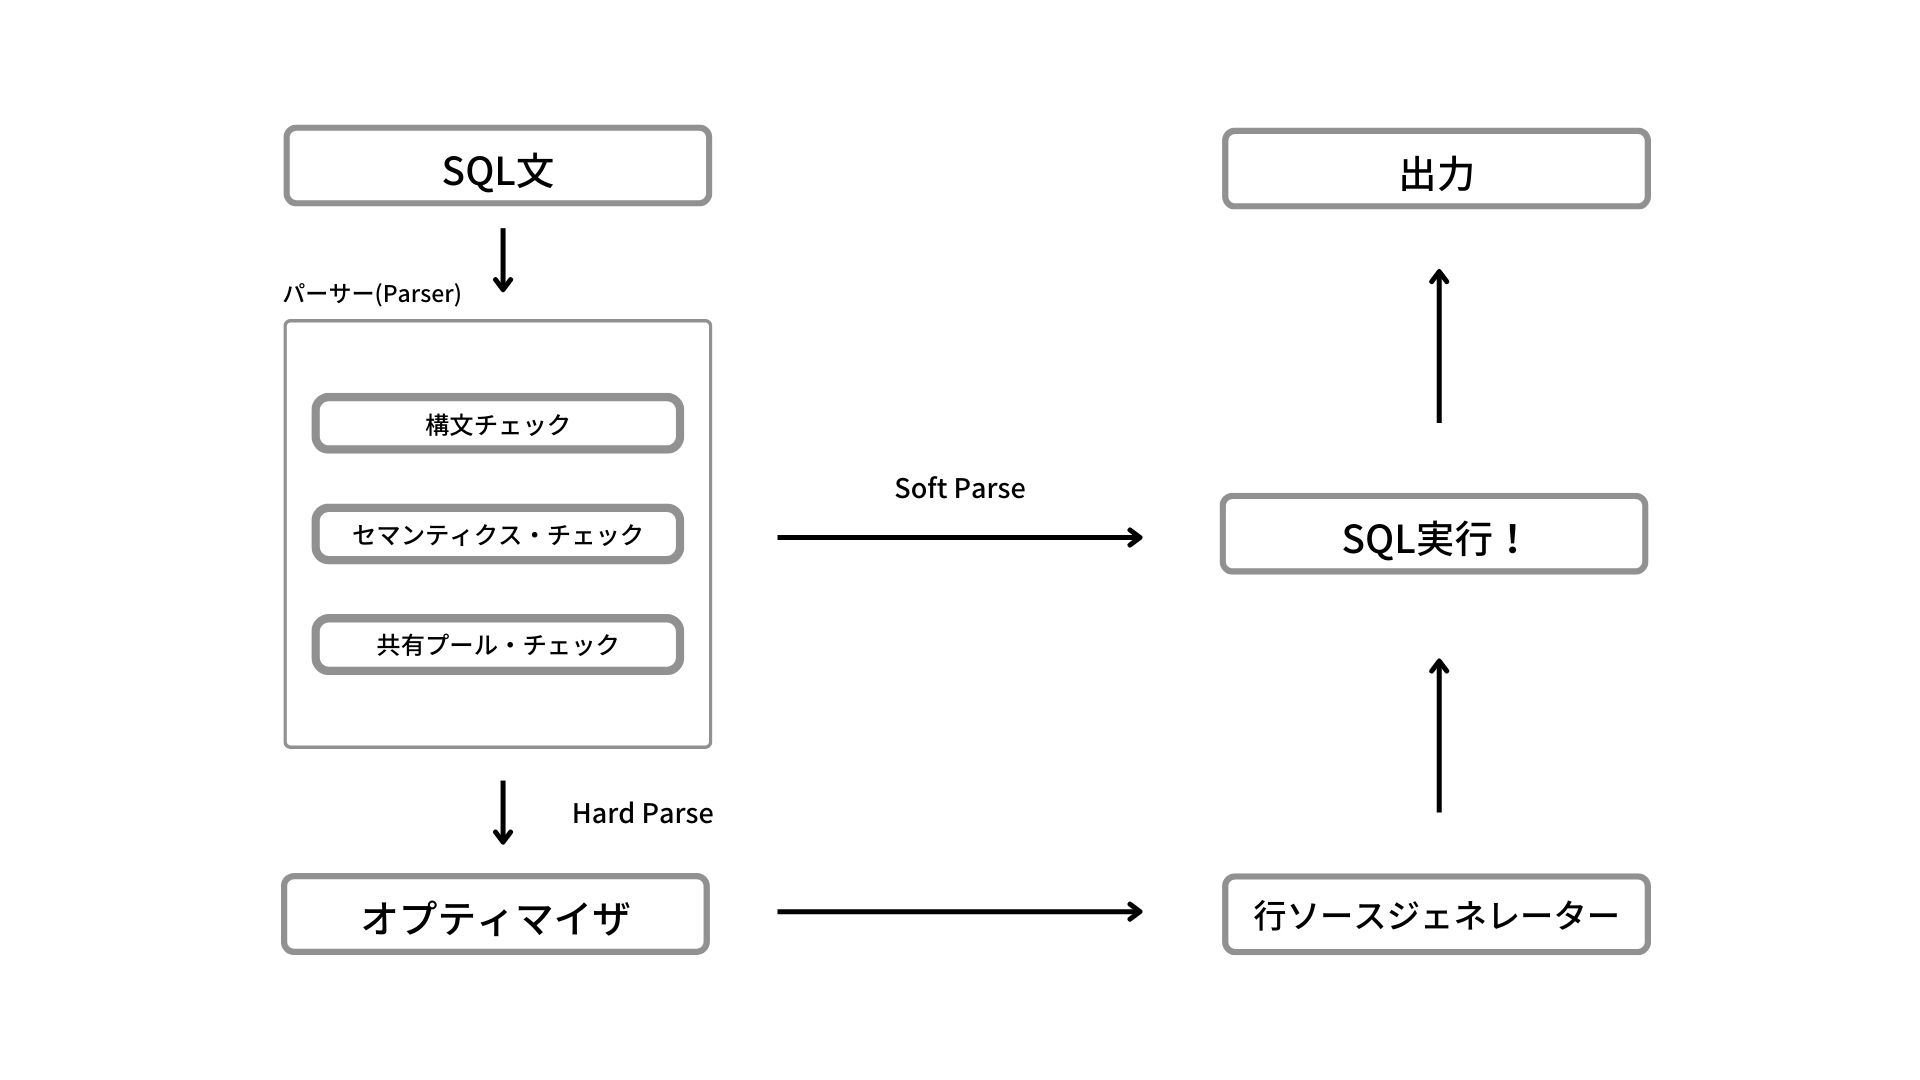 SQL文
パーサー(Parser)
構文チェック
セマンティクス・チェック
共有プール・チェック
Hard Parse
オプティマイザ
Soft Parse
出力
SQL実行！
行ソースジェネレーター